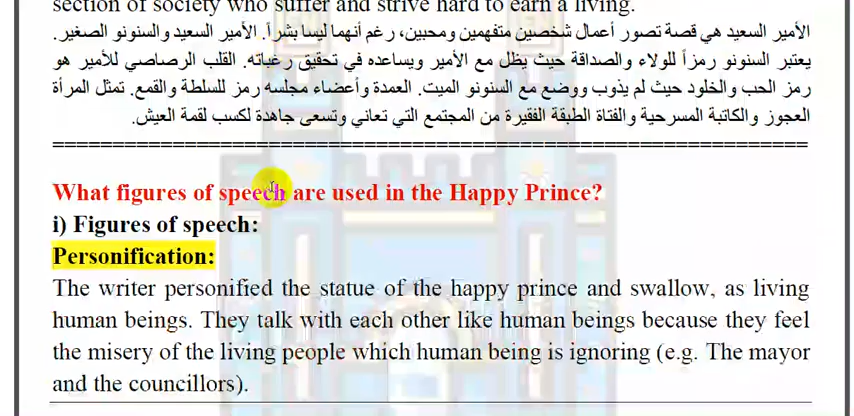 section of society who suffer and strive hard to earn a living.
الأمير السعيد هي قصة تصور أعمال شخصين متفهمين ومحبين، رغم أنهما ليسا بشراً. الأمير السعيد والسنونو الصغير.
يعتبر السنونو رمزاً للولاء والصداقة حيث يظل مع الأمير ويساعده في تحقيق رغباته. القلب الرصاصي للأمير هو
رمز الحب والخلود حيث لم يذوب ووضع مع السنونو الميت. العمدة وأعضاء مجلسه رمز للسلطة والقمع. تمثل المرأة
العجوز والكاتبة المسرحية والفتاة الطبقة الفقيرة من المجتمع التي تعاني وتسعى جاهدة لكسب لقمة العيش.
What figures of speech are used in the Happy Prince?
i) Figures of speech:
Personification:
The writer personified the statue of the happy prince and swallow, as living
human beings. They talk with each other like human beings because they feel
the misery of the living people which human being is ignoring (e.g. The mayor
and the councillors).